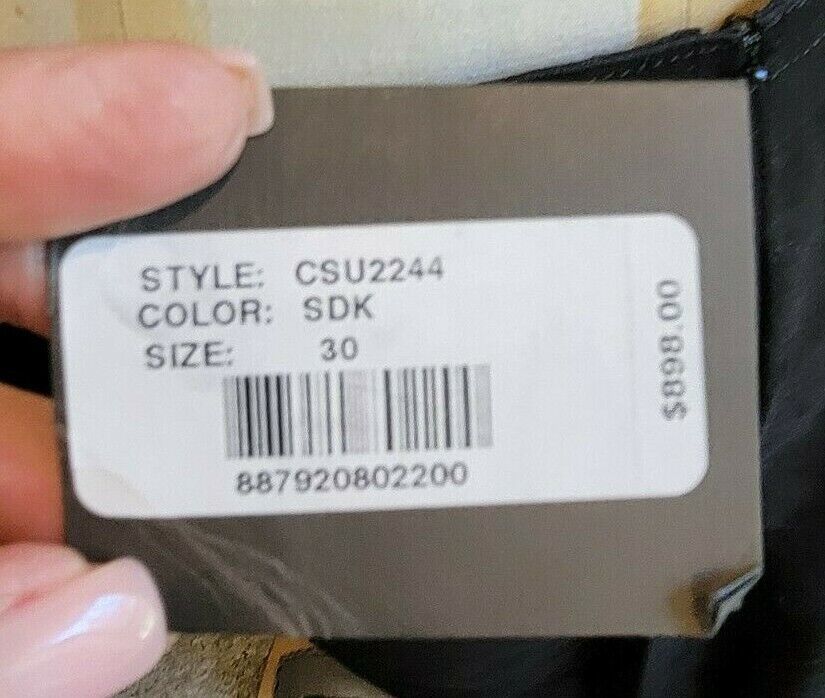 STYLE: CSU2244
COLOR: SDK
SIZE: 30
887920802200
$898.00